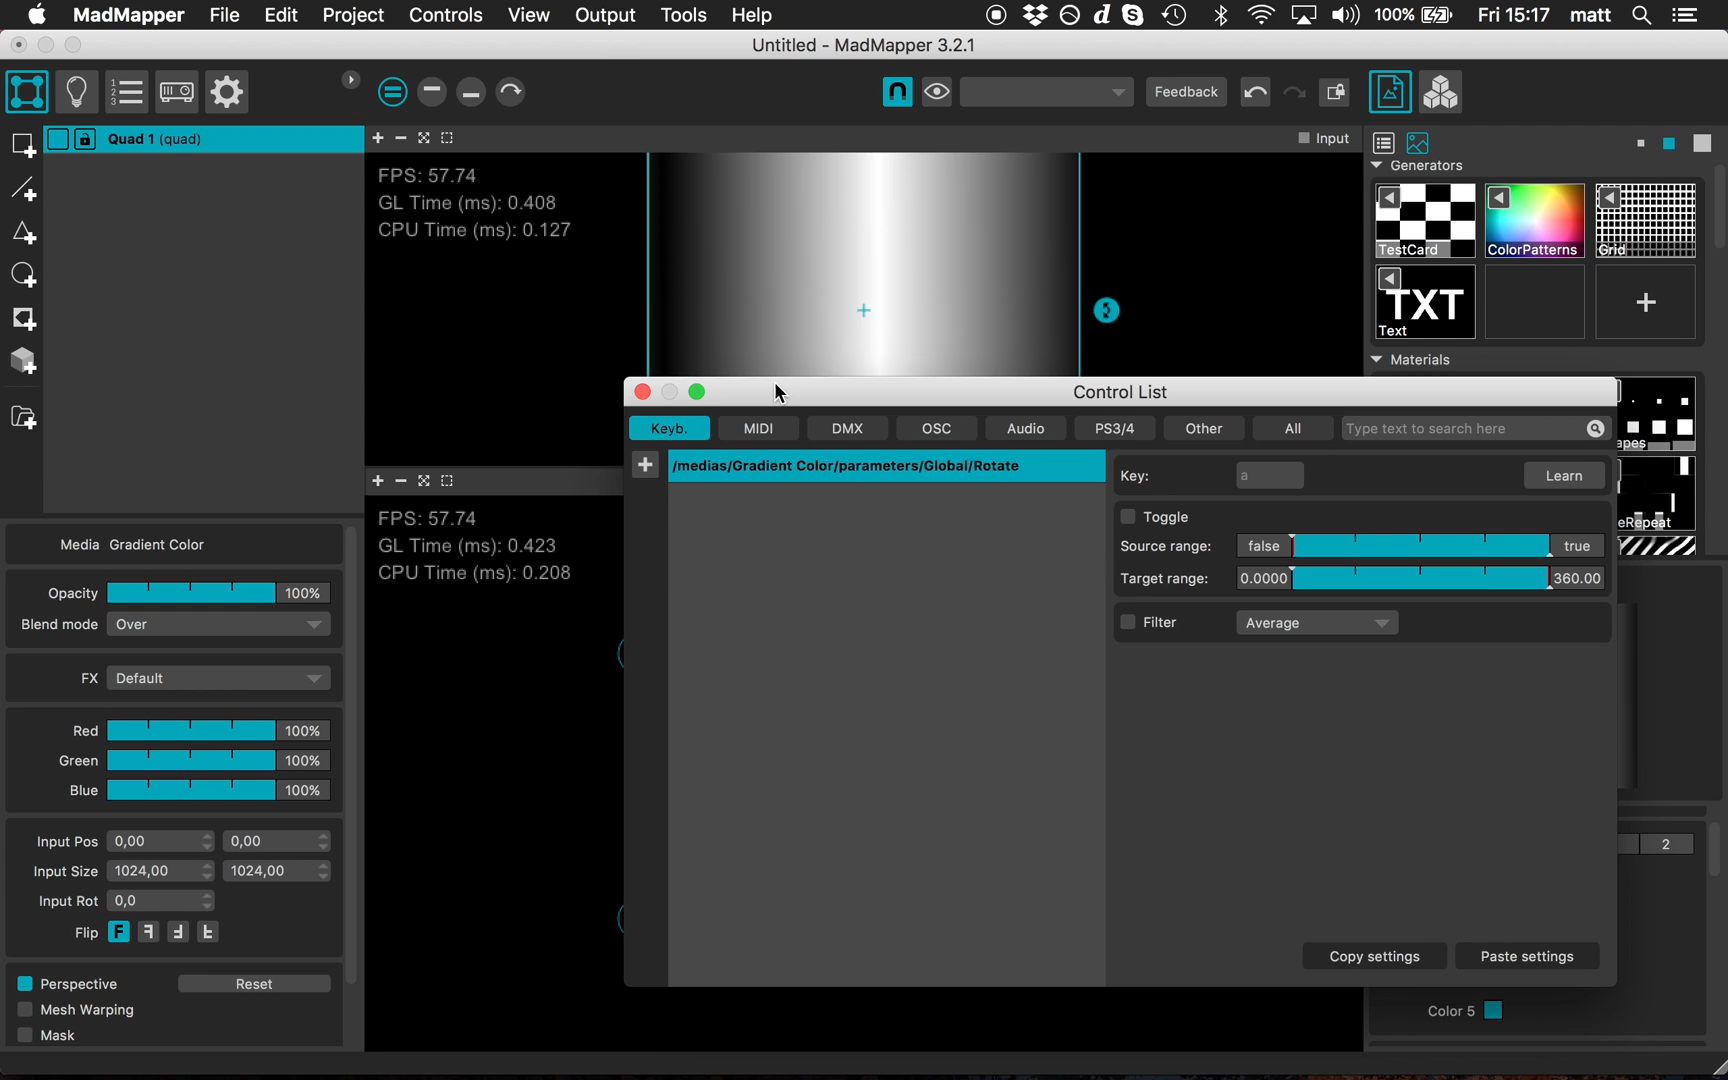 MadMapper File Edit Project Controls View Output Tools Help 100% Fri 15:17 matt
Untitled - MadMapper 3.2.1
Feedback
Quad 1 (quad)
Input
FPS: 57.74
GL Time (ms): 0.408
CPU Time (ms): 0.127
Generators
TestCard
ColorPatterns
Grid
TXT
Text
Materials
apes
eRepeat
Control List
Keyb. MIDI DMX OSC Audio PS3/4 Other All Type text to search here
/medias/Gradient Color/parameters/Global/Rotate
Key: a Learn
Toggle
Source range: false true
Target range: 0.0000 360.00
Filter Average
Copy settings Paste settings
FPS: 57.74
GL Time (ms): 0.423
CPU Time (ms): 0.208
Media Gradient Color
Opacity 100%
Blend mode Over
FX Default
Red 100%
Green 100%
Blue 100%
Input Pos 0,00 0,00
Input Size 1024,00 1024,00
Input Rot 0,0
Flip F F F F
Perspective Reset
Mesh Warping
Mask
2
Color 5